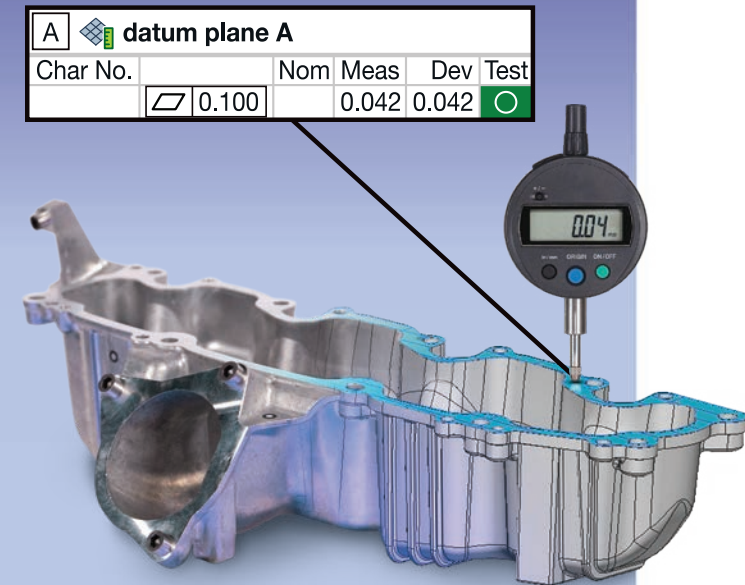 A datum plane A
Char No. Nom Meas Dev Test
0.100 0.042 0.042
0.04
ORIGIN ON/OFF